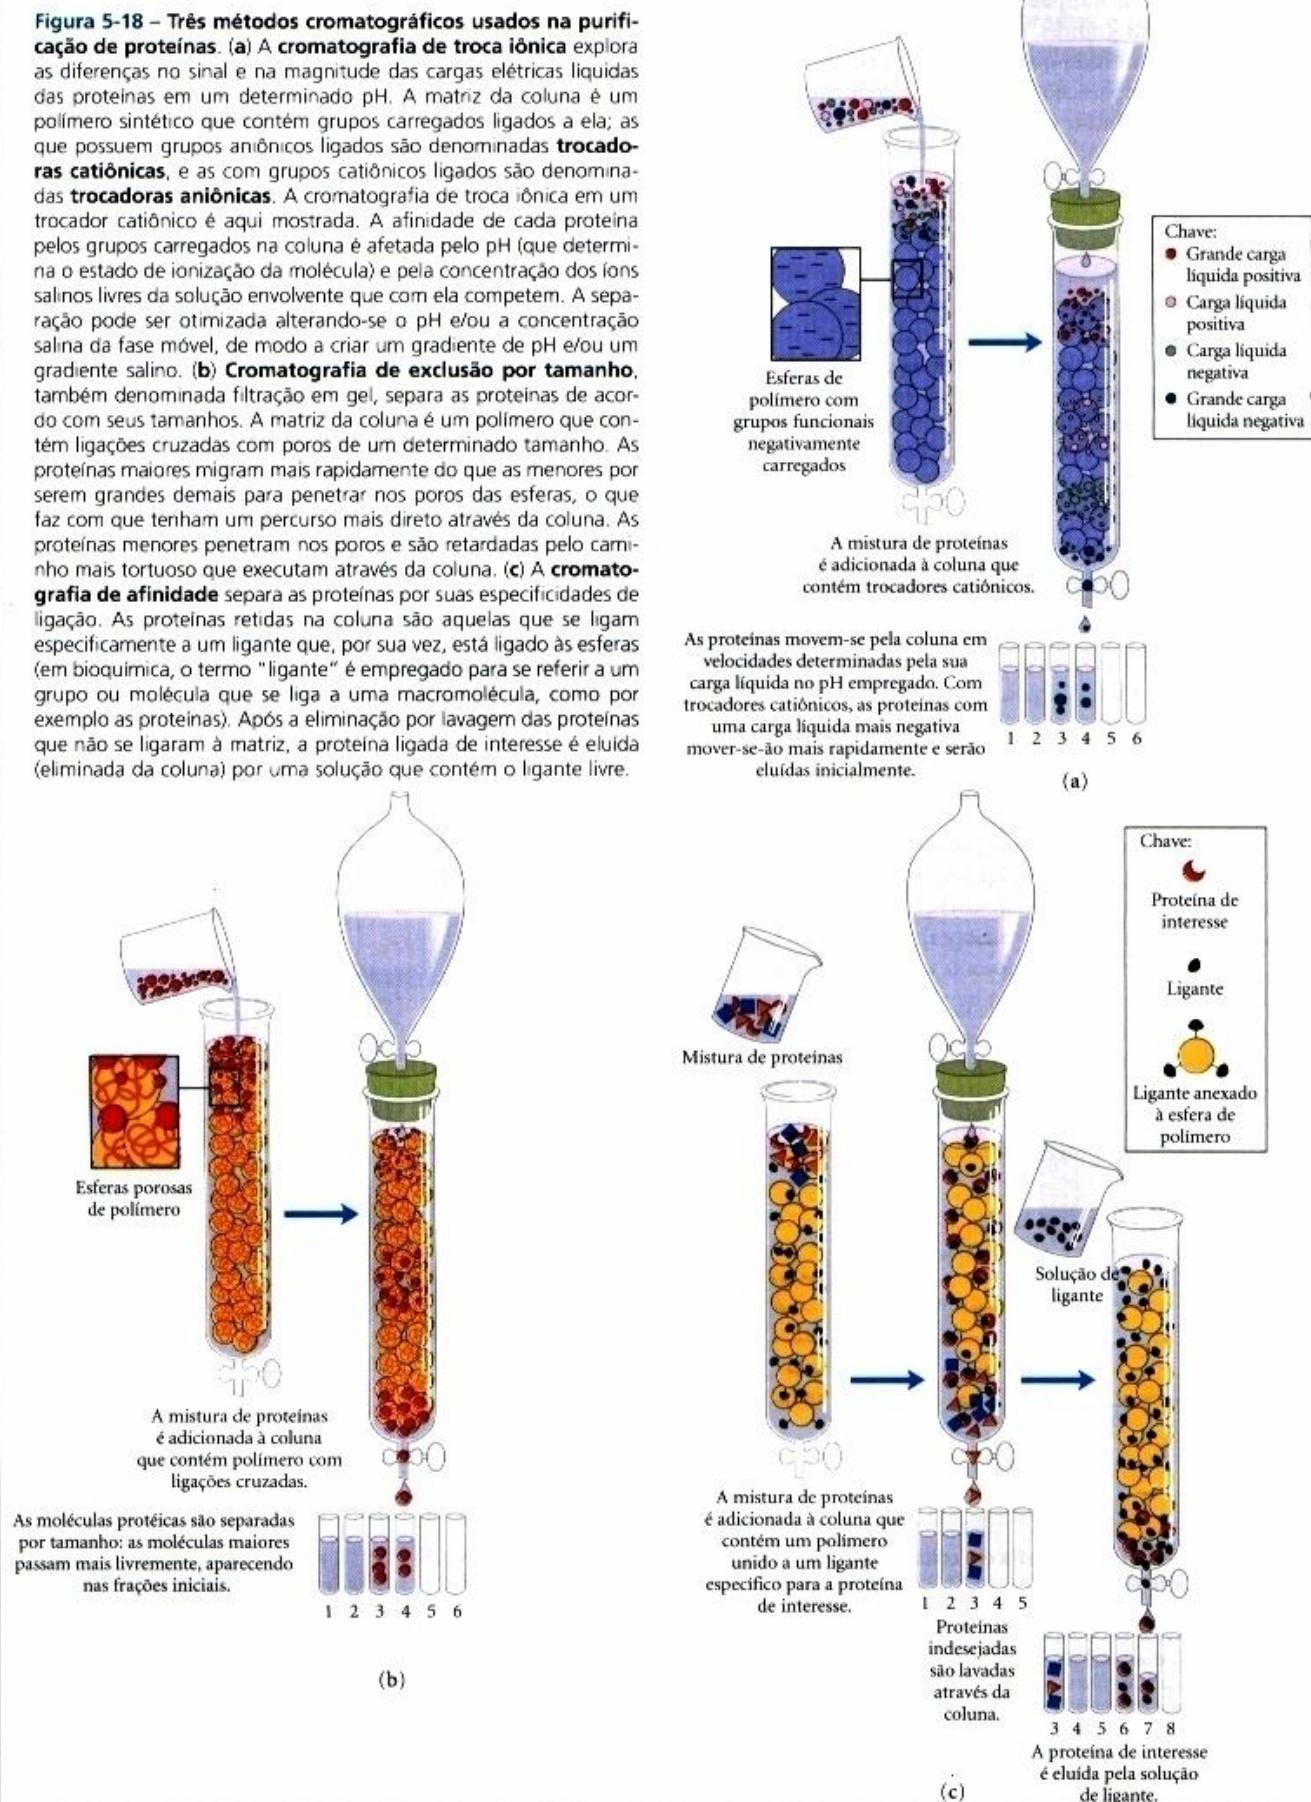 Figura 5-18 – Três métodos cromatográficos usados na purifi-
cação de proteínas. (a) A cromatografia de troca iônica explora
as diferenças no sinal e na magnitude das cargas elétricas liquidas
das proteínas em um determinado pH. A matriz da coluna é um
polímero sintético que contém grupos carregados ligados a ela; as
que possuem grupos aniônicos ligados são denominadas trocado-
ras catiônicas, e as com grupos catiônicos ligados são denomina-
das trocadoras aniônicas. A cromatografia de troca iônica em um
trocador catiônico é aqui mostrada. A afinidade de cada proteína
pelos grupos carregados na coluna é afetada pelo pH (que determi-
na o estado de ionização da molécula) e pela concentração dos íons
salinos livres da solução envolvente que com ela competem. A sepa-
ração pode ser otimizada alterando-se o pH e/ou a concentração
salina da fase móvel, de modo a criar um gradiente de pH e/ou um
gradiente salino. (b) Cromatografia de exclusão por tamanho,
também denominada filtração em gel, separa as proteínas de acor-
do com seus tamanhos. A matriz da coluna é um polímero que con-
tém ligações cruzadas com poros de um determinado tamanho. As
proteínas maiores migram mais rapidamente do que as menores por
serem grandes demais para penetrar nos poros das esferas, o que
faz com que tenham um percurso mais direto através da coluna. As
proteínas menores penetram nos poros e são retardadas pelo cami-
nho mais tortuoso que executam através da coluna. (c) A cromato-
grafia de afinidade separa as proteínas por suas especificidades de
ligação. As proteínas retidas na coluna são aquelas que se ligam
especificamente a um ligante que, por sua vez, está ligado às esferas
(em bioquímica, o termo "ligante" é empregado para se referir a um
grupo ou molécula que se liga a uma macromolécula, como por
exemplo as proteínas). Após a eliminação por lavagem das proteínas
que não se ligaram à matriz, a proteína ligada de interesse é eluída
(eliminada da coluna) por uma solução que contém o ligante livre.
Esferas de
polímero com
grupos funcionais
negativamente
carregados
Chave:
Grande carga
líquida positiva
Carga líquida
positiva
Carga líquida
negativa
Grande carga
líquida negativa
A mistura de proteínas
é adicionada à coluna que
contém trocadores catiônicos.
As proteínas movem-se pela coluna em
velocidades determinadas pela sua
carga líquida no pH empregado. Com
trocadores catiônicos, as proteínas com
uma carga líquida mais negativa
mover-se-ão mais rapidamente e serão
eluídas inicialmente.
1 2 3 4 5 6
(a)
Esferas porosas
de polímero
A mistura de proteínas
é adicionada à coluna
que contém polímero com
ligações cruzadas.
As moléculas protéicas são separadas
por tamanho: as moléculas maiores
passam mais livremente, aparecendo
nas frações iniciais.
1 2 3 4 5 6
(b)
Mistura de proteínas
Chave:
Proteína de
interesse
Ligante
Ligante anexado
à esfera de
polímero
Solução de
ligante
A mistura de proteínas
é adicionada à coluna que
contém um polímero
unido a um ligante
específico para a proteína
de interesse.
1 2 3 4 5
Proteínas
indesejadas
são lavadas
através da
coluna.
3 4 5 6 7 8
A proteína de interesse
é eluída pela solução
de ligante.
(c)